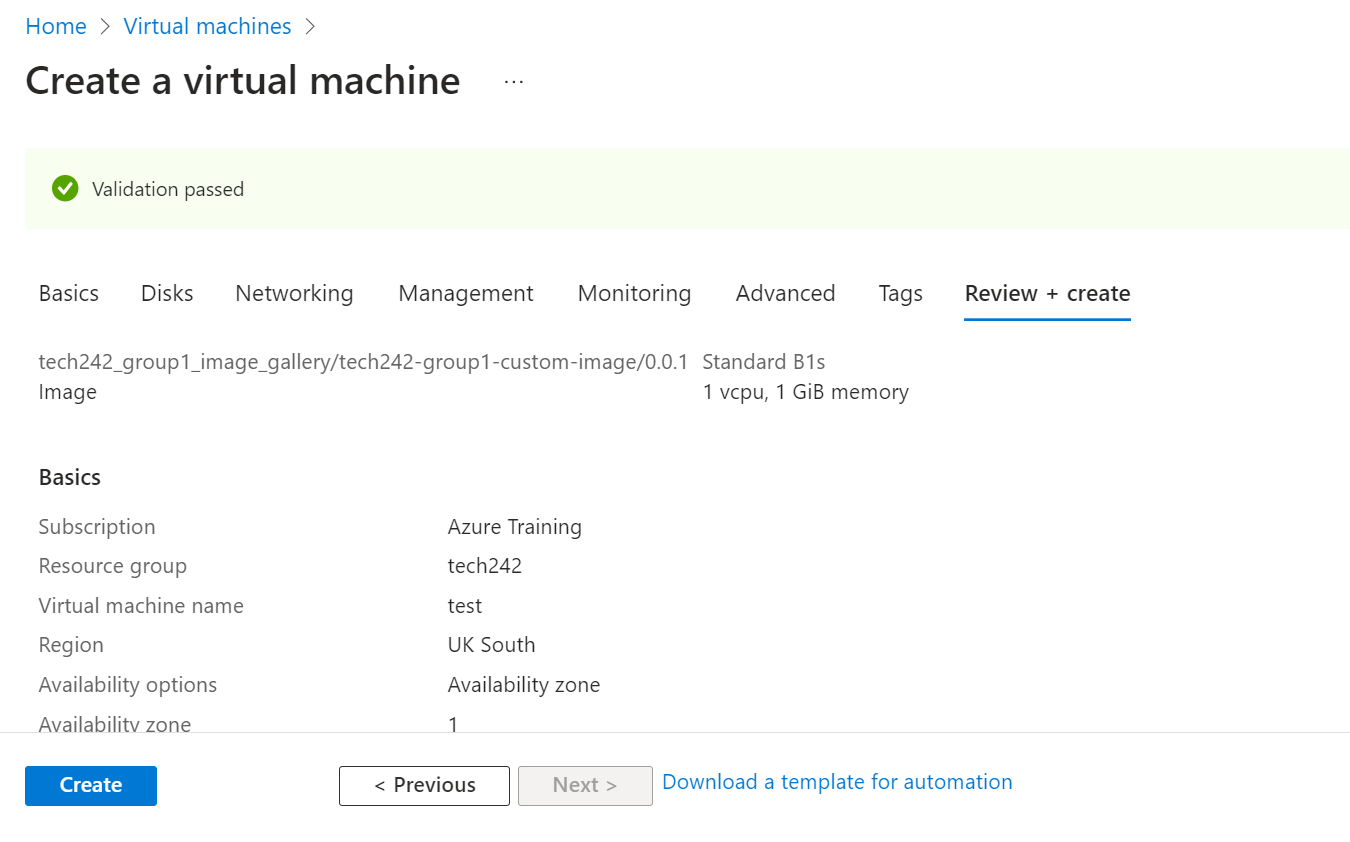 Home > Virtual machines >
Create a virtual machine ...
Validation passed
Basics Disks Networking Management Monitoring Advanced Tags Review + create
tech242_group1_image_gallery/tech242-group1-custom-image/0.0.1 Standard B1s
Image 1 vcpu, 1 GiB memory
Basics
Subscription Azure Training
Resource group tech242
Virtual machine name test
Region UK South
Availability options Availability zone
Availability zone 1
Create < Previous Next > Download a template for automation